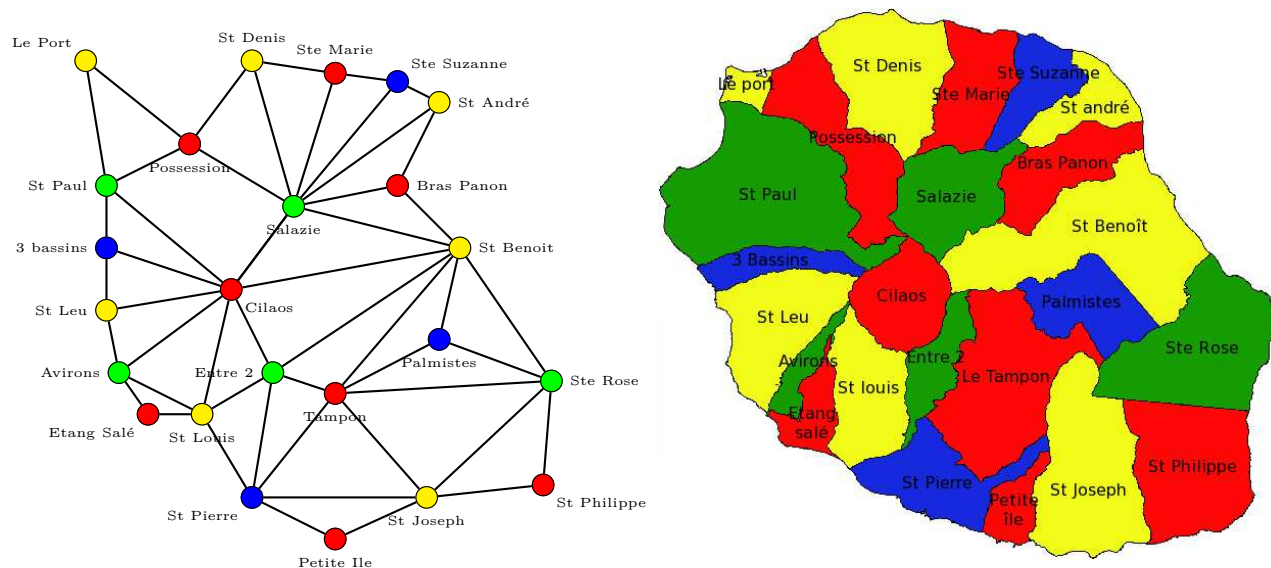 Le Port
St Denis
Ste Marie
Ste Suzanne
St André
Possession
St Paul
Bras Panon
Salazie
3 bassins
St Benoit
Cilaos
St Leu
Palmistes
Avirons
Entre 2
Ste Rose
Tampon
Etang Salé
St Louis
St Philippe
St Pierre
St Joseph
Petite Ile
Le port
St Denis
Ste Marie
Ste Suzanne
St andré
Possession
Bras Panon
St Paul
Salazie
St Benoît
3 Bassins
Cilaos
Palmistes
St Leu
Avirons
Entre 2
Ste Rose
Le Tampon
St louis
Etang
salé
St Pierre
St Philippe
St Joseph
Petite
île